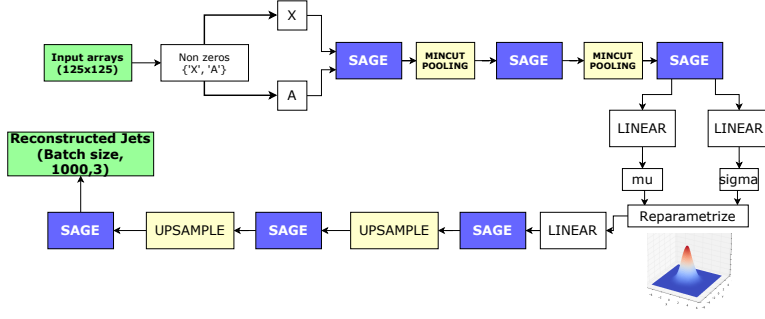 Input arrays
(125x125)
Non zeros
{'X', 'A'}
X
A
SAGE
MINCUT
POOLING
SAGE
MINCUT
POOLING
SAGE
LINEAR
LINEAR
mu
sigma
Reparametrize
LINEAR
SAGE
UPSAMPLE
SAGE
UPSAMPLE
SAGE
Reconstructed Jets
(Batch size,
1000,3)